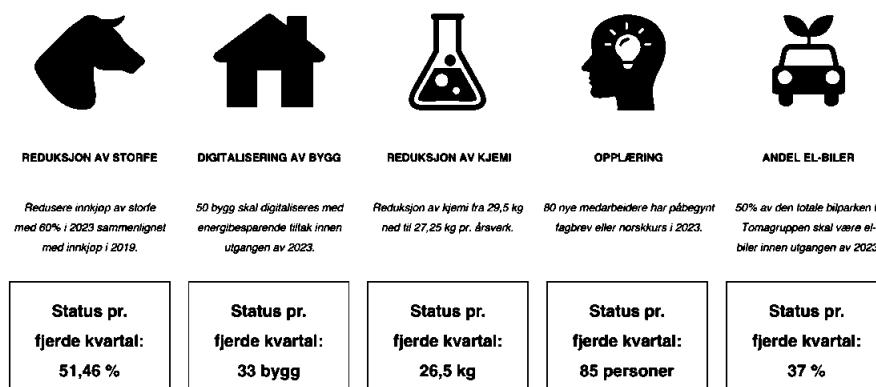 REDUKSJON AV STORFE
Redusere innkjøp av storfe
med 60% i 2023 sammenlignet
med innkjøp i 2019.
Status pr.
fjerde kvartal:
51,46 %
DIGITALISERING AV BYGG
50 bygg skal digitaliseres med
energibesparende tiltak innen
utgangen av 2023.
Status pr.
fjerde kvartal:
33 bygg
REDUKSJON AV KJEMI
Reduksjon av kjemi fra 29,5 kg
ned til 27,25 kg pr. årsverk.
Status pr.
fjerde kvartal:
26,5 kg
OPPLÆRING
80 nye medarbeidere har påbegynt
fagbrev eller norskkurs i 2023.
Status pr.
fjerde kvartal:
85 personer
ANDEL EL-BILER
50% av den totale bilparken
Tomagruppen skal være el-
biler innen utgangen av 2023
Status pr.
fjerde kvartal:
37 %